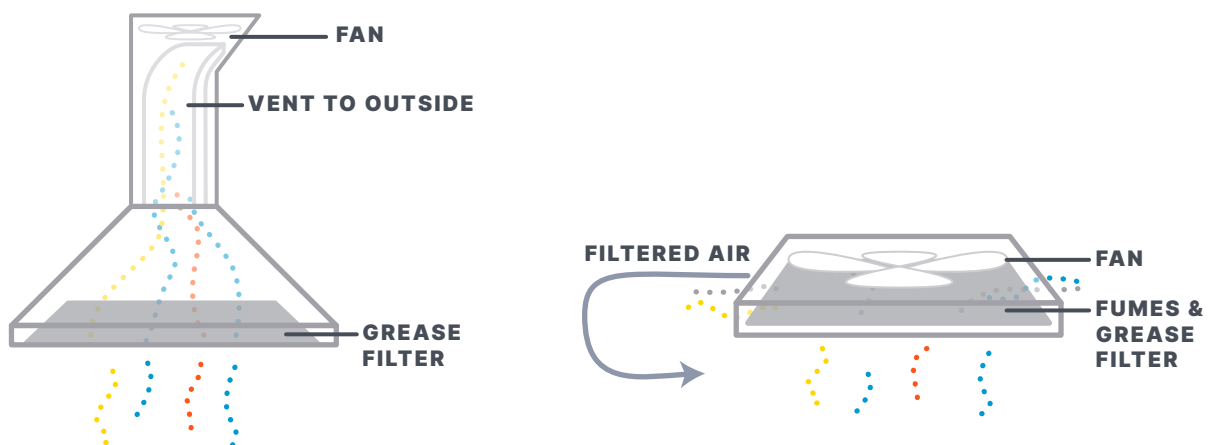 FAN
VENT TO OUTSIDE
GREASE
FILTER
FILTERED AIR
FAN
FUMES &
GREASE
FILTER